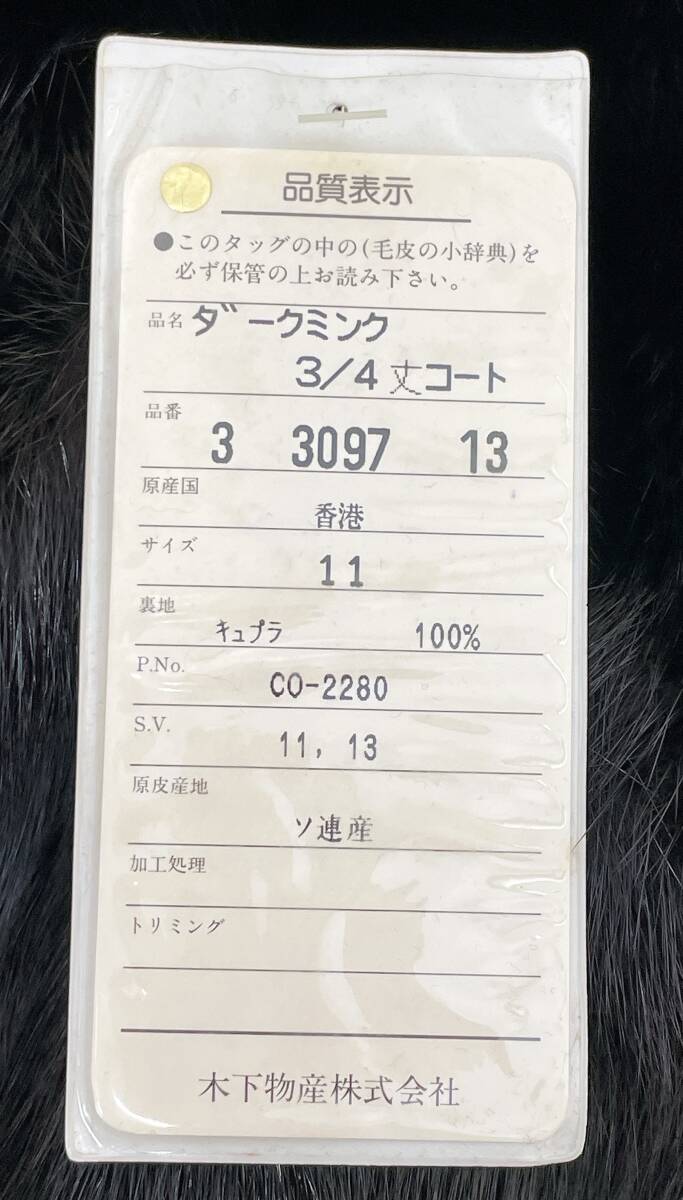 品質表示
●このタッグの中の(毛皮の小辞典)を
必ず保管の上お読み下さい。
品名 ダークミンク
3/4丈コート
品番 3 3097 13
原産国
香港
サイズ
11
裏地
キュプラ 100%
P.No.
CO-2280
S.V.
11, 13
原皮産地
ソ連産
加工処理
トリミング
木下物産株式会社